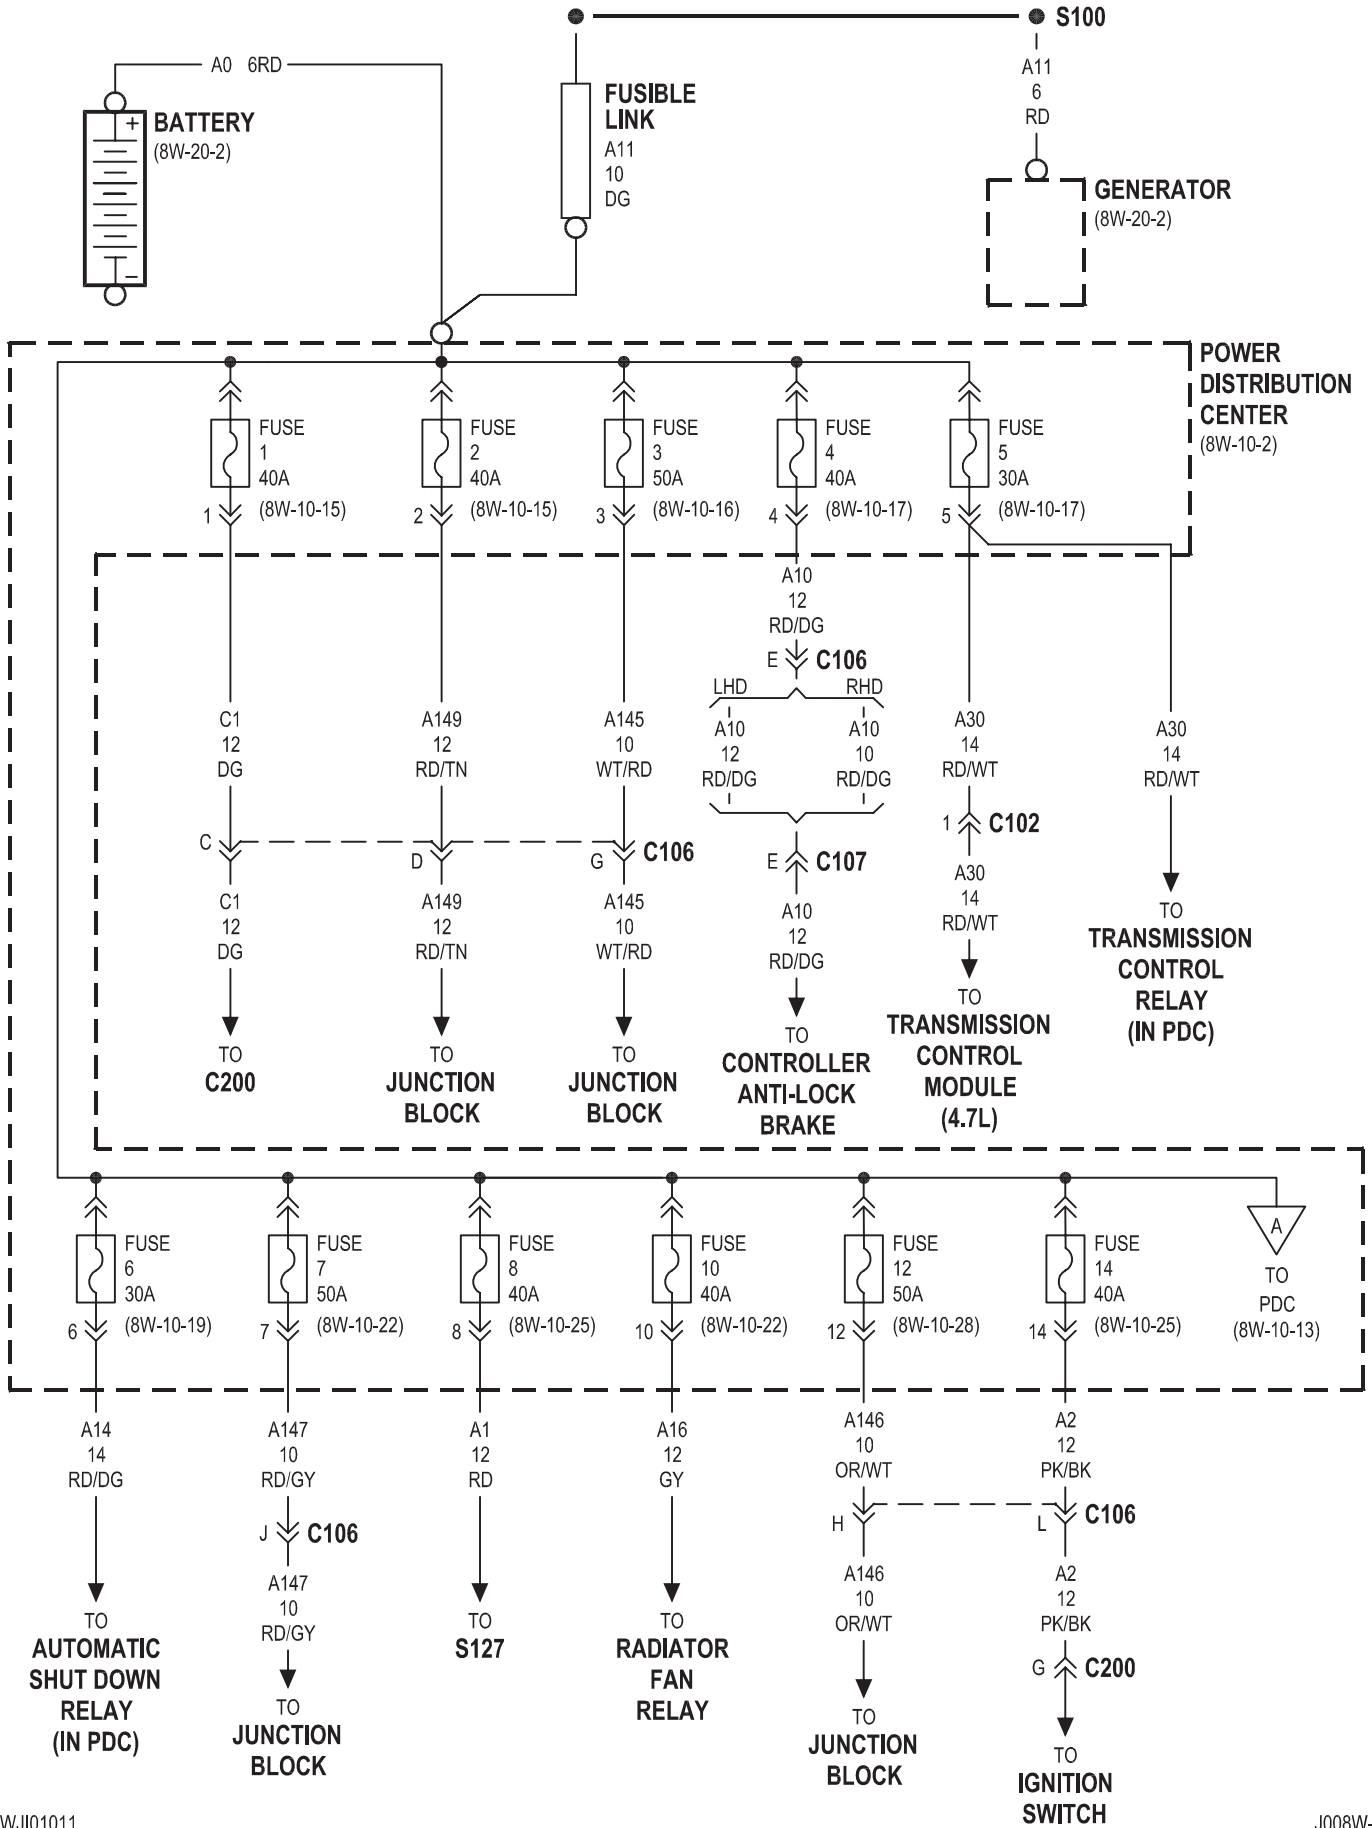 S100
A0 6RD
A11
6
RD
FUSIBLE
LINK
A11
10
DG
+
BATTERY
(8W-20-2)
−
GENERATOR
(8W-20-2)
POWER
DISTRIBUTION
CENTER
(8W-10-2)
FUSE
1
40A
(8W-10-15)
1
FUSE
2
40A
(8W-10-15)
2
FUSE
3
50A
(8W-10-16)
3
FUSE
4
40A
(8W-10-17)
4
FUSE
5
30A
(8W-10-17)
5
A10
12
RD/DG
E
C106
LHD
RHD
C1
12
DG
A149
12
RD/TN
A145
10
WT/RD
A10
12
RD/DG
A10
10
RD/DG
A30
14
RD/WT
A30
14
RD/WT
C
D
G
C106
E
C107
1
C102
C1
12
DG
A149
12
RD/TN
A145
10
WT/RD
A10
12
RD/DG
A30
14
RD/WT
TO
C200
TO
JUNCTION
BLOCK
TO
JUNCTION
BLOCK
TO
CONTROLLER
ANTI-LOCK
BRAKE
TO
TRANSMISSION
CONTROL
MODULE
(4.7L)
TO
TRANSMISSION
CONTROL
RELAY
(IN PDC)
FUSE
6
30A
(8W-10-19)
6
FUSE
7
50A
(8W-10-22)
7
FUSE
8
40A
(8W-10-25)
8
FUSE
10
40A
(8W-10-22)
10
FUSE
12
50A
(8W-10-28)
12
FUSE
14
40A
(8W-10-25)
14
A
TO
PDC
(8W-10-13)
A14
14
RD/DG
A147
10
RD/GY
A1
12
RD
A16
12
GY
A146
10
OR/WT
A2
12
PK/BK
J
C106
H
L
C106
A147
10
RD/GY
A146
10
OR/WT
A2
12
PK/BK
G
C200
TO
AUTOMATIC
SHUT DOWN
RELAY
(IN PDC)
TO
JUNCTION
BLOCK
TO
S127
TO
RADIATOR
FAN
RELAY
TO
JUNCTION
BLOCK
TO
IGNITION
SWITCH
WJI01011
J008W-